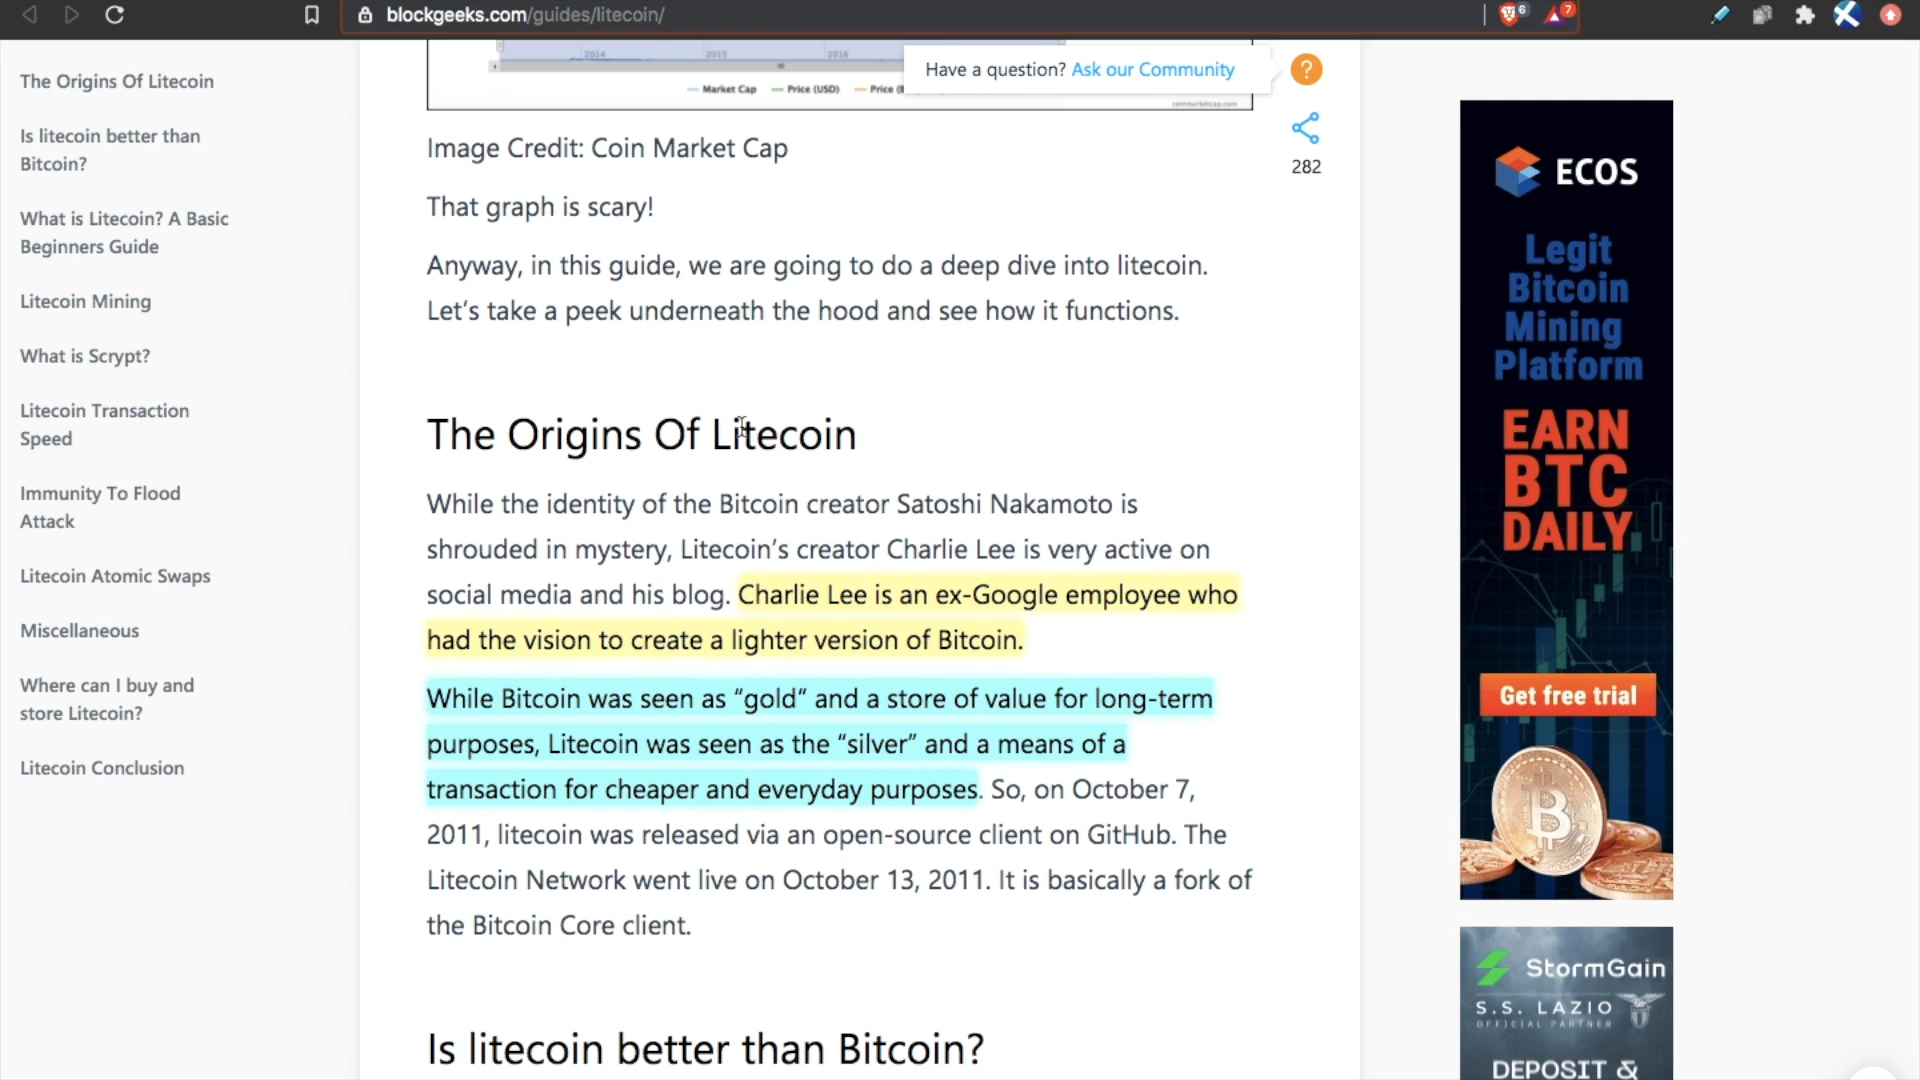 blockgeeks.com/guides/litecoin/
6
7
The Origins Of Litecoin
Is litecoin better than
Bitcoin?
What is Litecoin? A Basic
Beginners Guide
Litecoin Mining
What is Scrypt?
Litecoin Transaction
Speed
Immunity To Flood
Attack
Litecoin Atomic Swaps
Miscellaneous
Where can I buy and
store Litecoin?
Litecoin Conclusion
2014 2015 2016
Market Cap Price (USD) Price
coinmarketcap.com
Have a question? Ask our Community
?
282
Image Credit: Coin Market Cap
That graph is scary!
Anyway, in this guide, we are going to do a deep dive into litecoin.
Let’s take a peek underneath the hood and see how it functions.
The Origins Of Litecoin
While the identity of the Bitcoin creator Satoshi Nakamoto is
shrouded in mystery, Litecoin’s creator Charlie Lee is very active on
social media and his blog. Charlie Lee is an ex-Google employee who
had the vision to create a lighter version of Bitcoin.
While Bitcoin was seen as “gold“ and a store of value for long-term
purposes, Litecoin was seen as the “silver” and a means of a
transaction for cheaper and everyday purposes. So, on October 7,
2011, litecoin was released via an open-source client on GitHub. The
Litecoin Network went live on October 13, 2011. It is basically a fork of
the Bitcoin Core client.
Is litecoin better than Bitcoin?
ECOS
Legit
Bitcoin
Mining
Platform
EARN
BTC
DAILY
Get free trial
StormGain
S.S. LAZIO
OFFICIAL PARTNER
DEPOSIT &